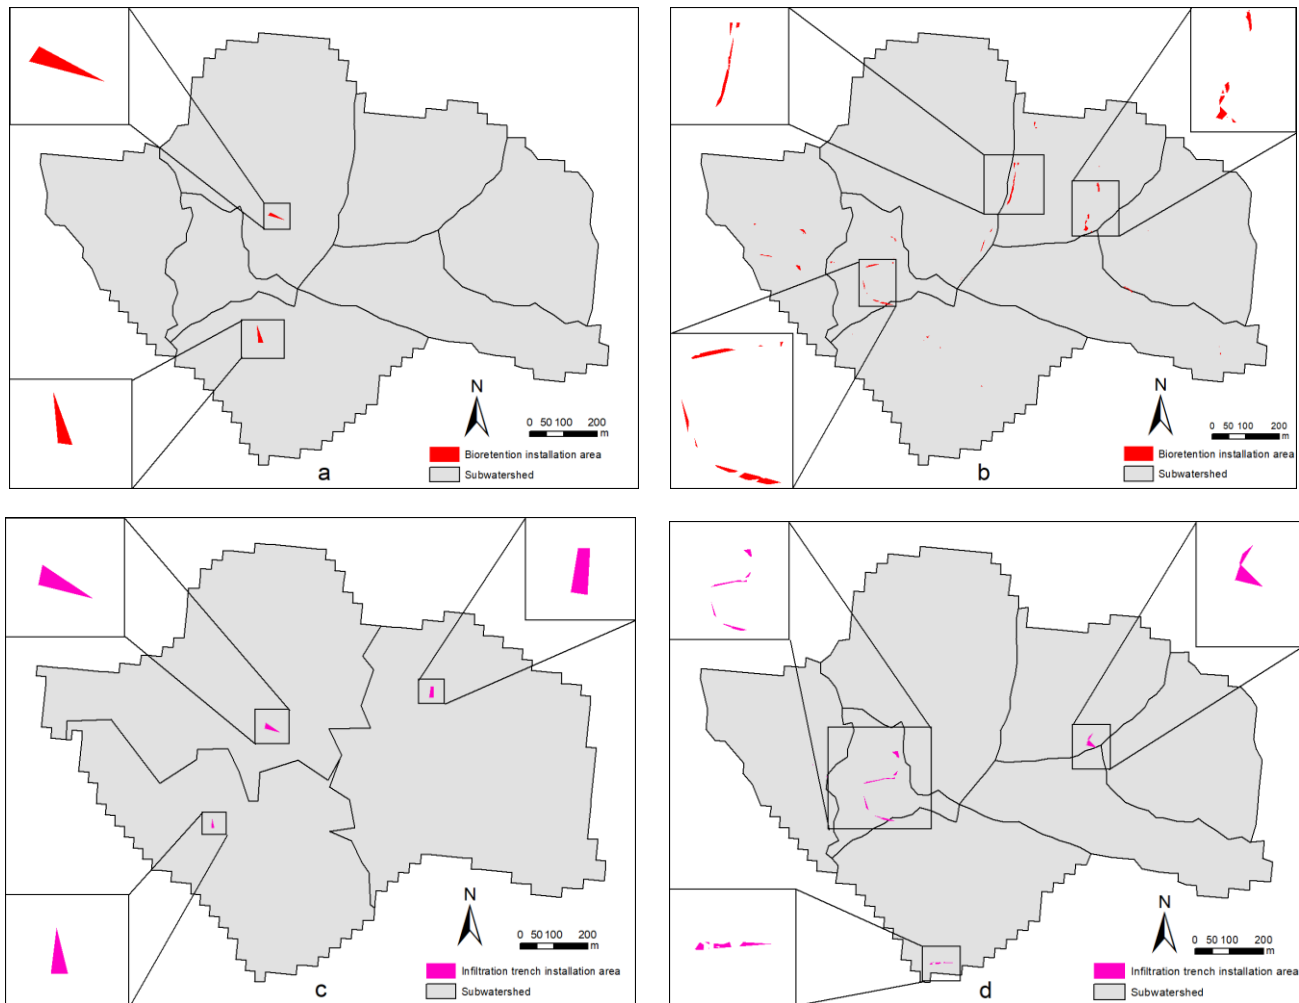 N
0 50 100 200
m
Bioretention installation area
Subwatershed
a
N
0 50 100 200
m
Bioretention installation area
Subwatershed
b
N
0 50 100 200
m
Infiltration trench installation area
Subwatershed
c
N
0 50 100 200
m
Infiltration trench installation area
Subwatershed
d